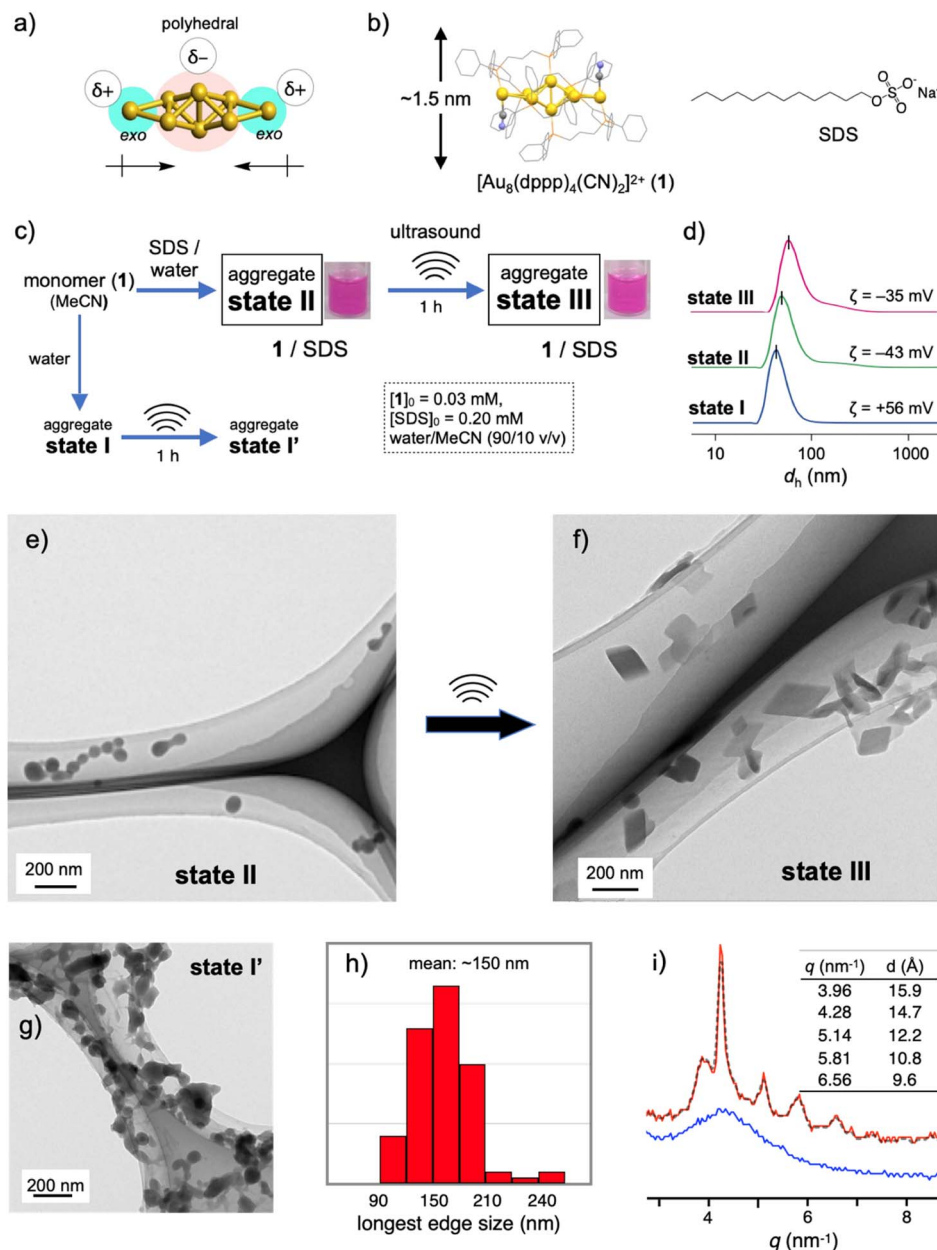 a)
polyhedral
δ−
δ+
δ+
exo
exo
b)
~1.5 nm
[Au8(dppp)4(CN)2]2+ (1)
O
O
S
O-
O
Na
SDS
c)
monomer (1)
(MeCN)
SDS /
water
aggregate
state II
1 / SDS
ultrasound
1 h
aggregate
state III
1 / SDS
water
aggregate
state I
1 h
aggregate
state I’
[1]0 = 0.03 mM,
[SDS]0 = 0.20 mM
water/MeCN (90/10 v/v)
d)
state III
ζ = −35 mV
state II
ζ = −43 mV
state I
ζ = +56 mV
10
100
1000
dh (nm)
e)
200 nm
state II
f)
200 nm
state III
state I’
g)
200 nm
h)
mean: ~150 nm
90
150
210
240
longest edge size (nm)
i)
q (nm-1) d (Å)
3.96 15.9
4.28 14.7
5.14 12.2
5.81 10.8
6.56 9.6
4
6
8
q (nm-1)